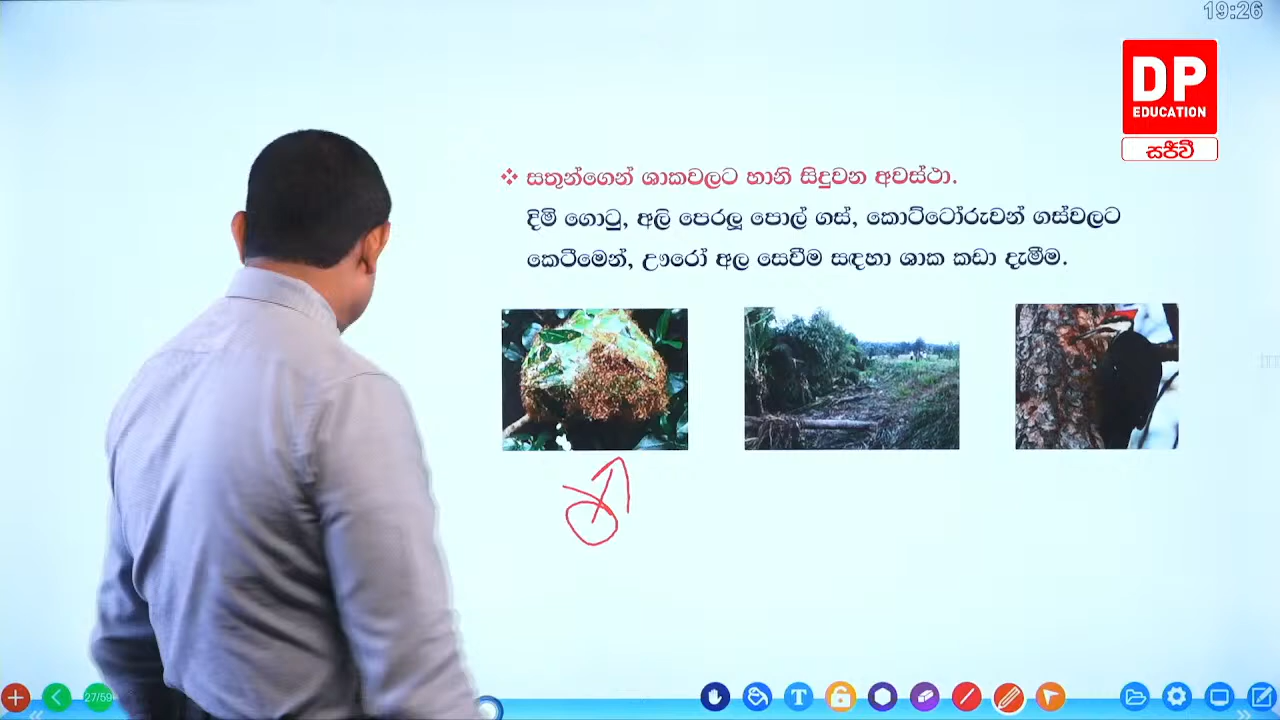 19:26
DP
EDUCATION
සජීවී
❖ සතුන්ගෙන් ශාකවලට හානි සිදුවන අවස්ථා.
දිමි ගොටු, අලි පෙරලූ පොල් ගස්, කොට්ටෝරුවන් ගස්වලට
කෙටීමෙන්, ඌරෝ අල සෙවීම සඳහා ශාක කඩා දැමීම.
27/59
T